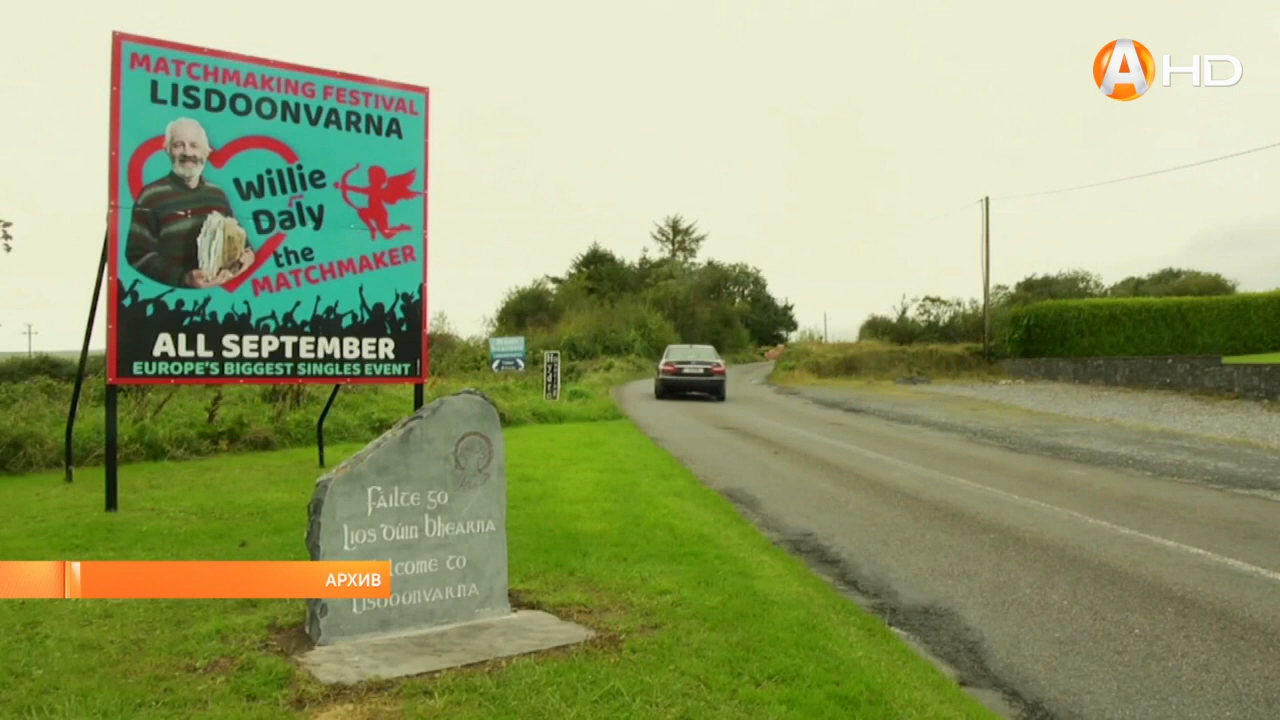 MATCHMAKING FESTIVAL
LISDOONVARNA
Willie
Daly
the
MATCHMAKER
ALL SEPTEMBER
EUROPE'S BIGGEST SINGLES EVENT
Fáilte go
Lios dúin Bhearna
lcome to
Lisdoonvarna
АРХИВ
A HD